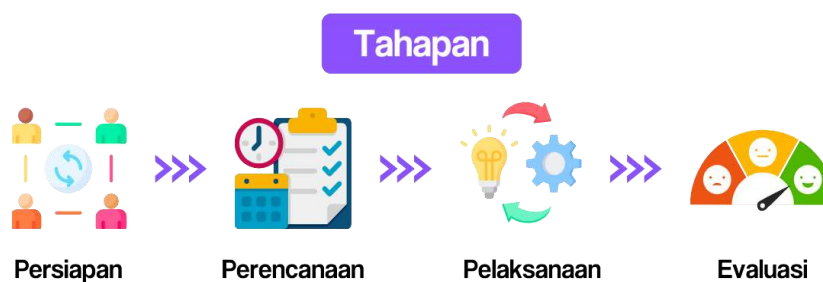 Tahapan
Persiapan
Perencanaan
Pelaksanaan
Evaluasi